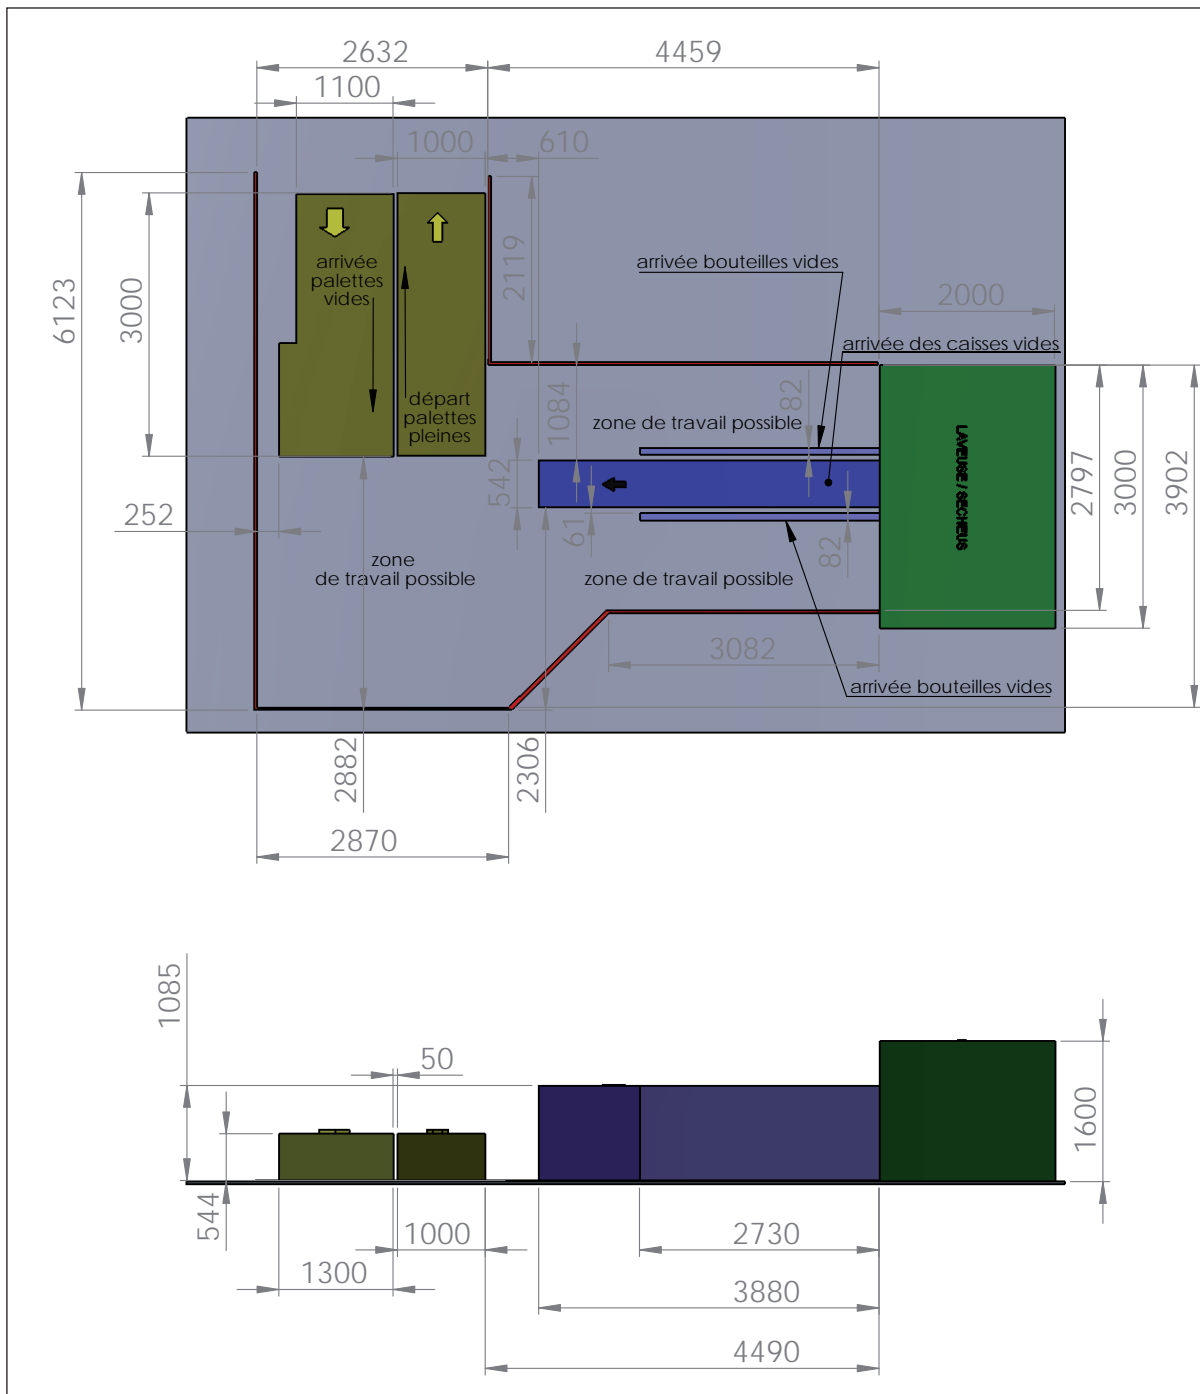 2632
4459
1100
1000
610
arrivée
palettes
vides
départ
palettes
pleines
2119
arrivée bouteilles vides
2000
arrivée des caisses vides
6123
3000
1084
82
zone de travail possible
LAVEUSE / SECHEUS
542
61
82
2797
3000
3902
252
zone
de travail possible
zone de travail possible
3082
arrivée bouteilles vides
2882
2306
2870
1085
50
544
1600
1000
1300
2730
3880
4490